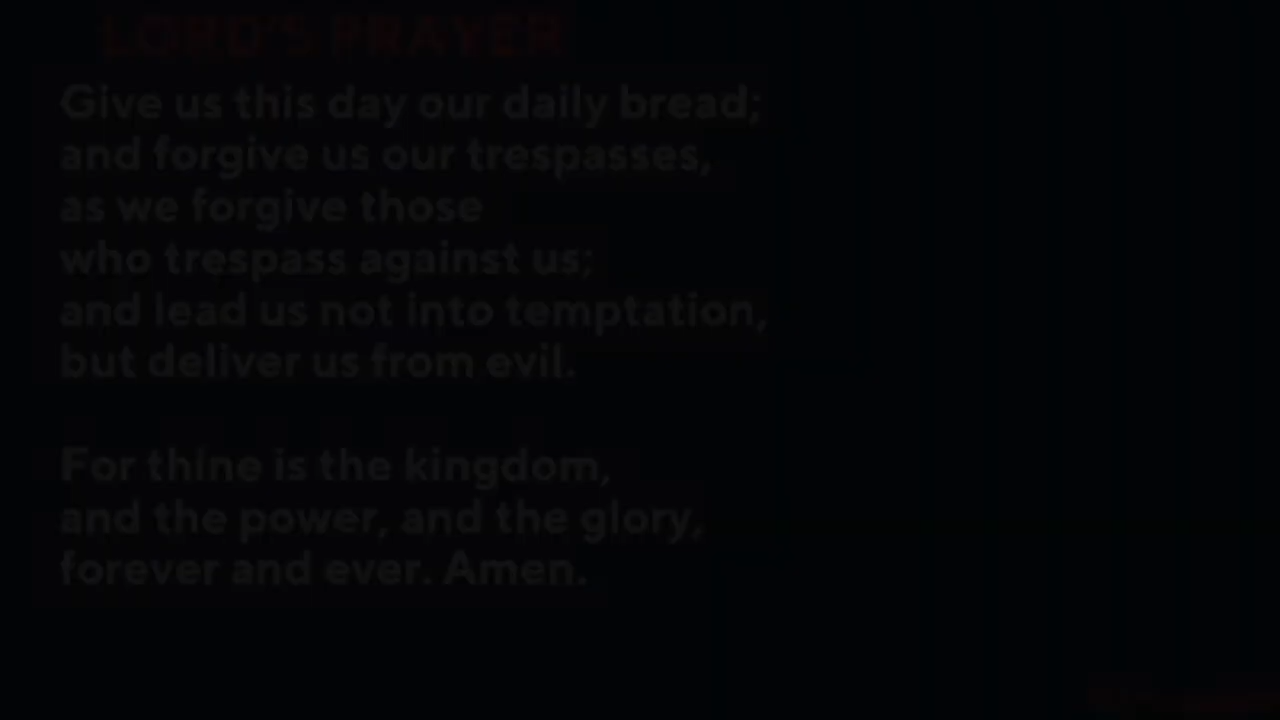 LORD'S PRAYER
Give us this day our daily bread;
and forgive us our trespasses,
as we forgive those
who trespass against us;
and lead us not into temptation,
but deliver us from evil.
For thine is the kingdom,
and the power, and the glory,
forever and ever. Amen.